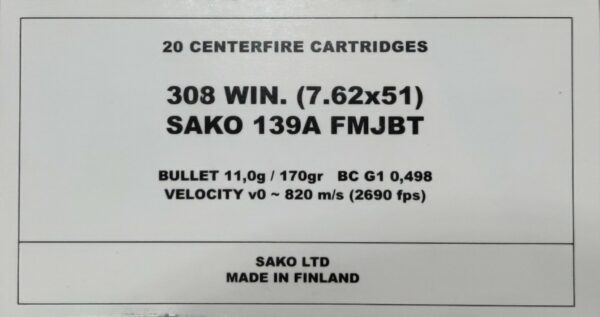 20 CENTERFIRE CARTRIDGES
308 WIN. (7.62x51)
SAKO 139A FMJBT
BULLET 11,0g / 170gr BC G1 0,498
VELOCITY v0 ~ 820 m/s (2690 fps)
SAKO LTD
MADE IN FINLAND